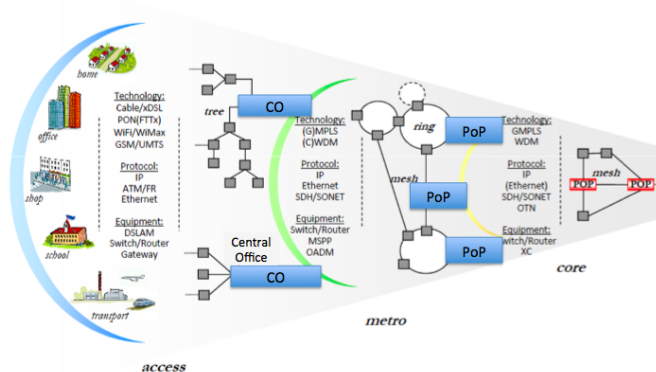 home
office
shop
school
transport
Technology:
Cable/xDSL
PON(FTTx)
WiFi/WiMax
GSM/UMTS
Protocol:
IP
ATM/FR
Ethernet
Equipment:
DSLAM
Switch/Router
Gateway
access
tree
CO
Central
Office
CO
Technology:
(G)MPLS
(C)WDM
Protocol:
IP
Ethernet
SDH/SONET
Equipment:
Switch/Router
MSPP
OADM
metro
ring
mesh
PoP
PoP
PoP
Technology:
GMPLS
WDM
Protocol:
IP
(Ethernet)
SDH/SONET
OTN
Equipment:
witch/Router
XC
core
mesh
POP
POP